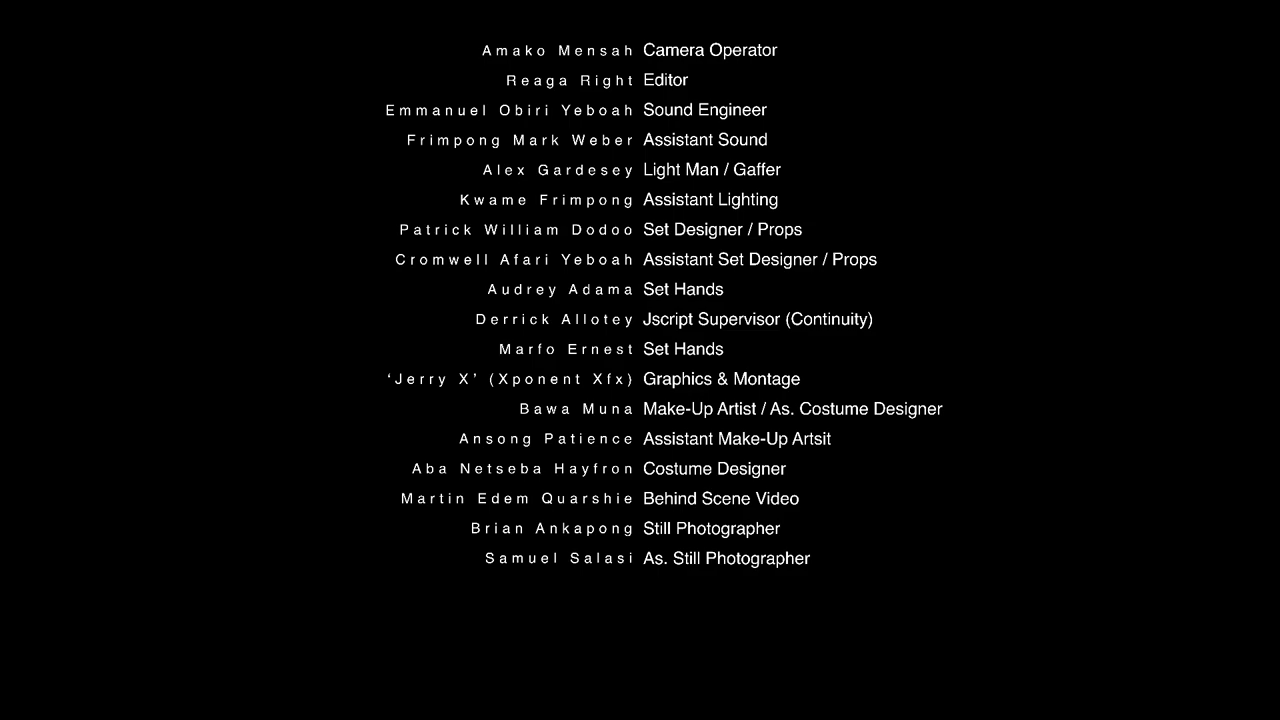 Amako Mensah Camera Operator
Reaga Right Editor
Emmanuel Obiri Yeboah Sound Engineer
Frimpong Mark Weber Assistant Sound
Alex Gardesey Light Man / Gaffer
Kwame Frimpong Assistant Lighting
Patrick William Dodoo Set Designer / Props
Cromwell Afari Yeboah Assistant Set Designer / Props
Audrey Adama Set Hands
Derrick Allotey Jscript Supervisor (Continuity)
Marfo Ernest Set Hands
‘Jerry X’ (Xponent Xfx) Graphics & Montage
Bawa Muna Make-Up Artist / As. Costume Designer
Ansong Patience Assistant Make-Up Artsit
Aba Netseba Hayfron Costume Designer
Martin Edem Quarshie Behind Scene Video
Brian Ankapong Still Photographer
Samuel Salasi As. Still Photographer